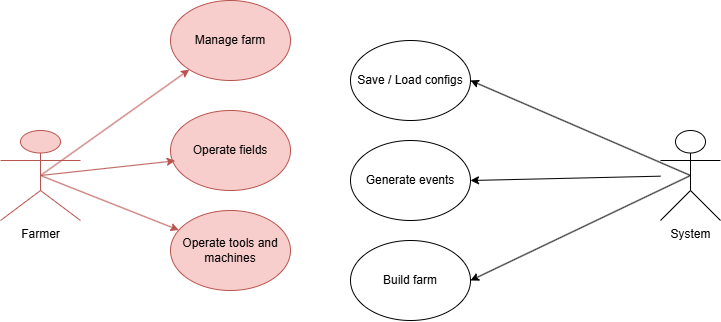 Manage farm
Save / Load configs
Operate fields
Generate events
Farmer
System
Operate tools and
machines
Build farm